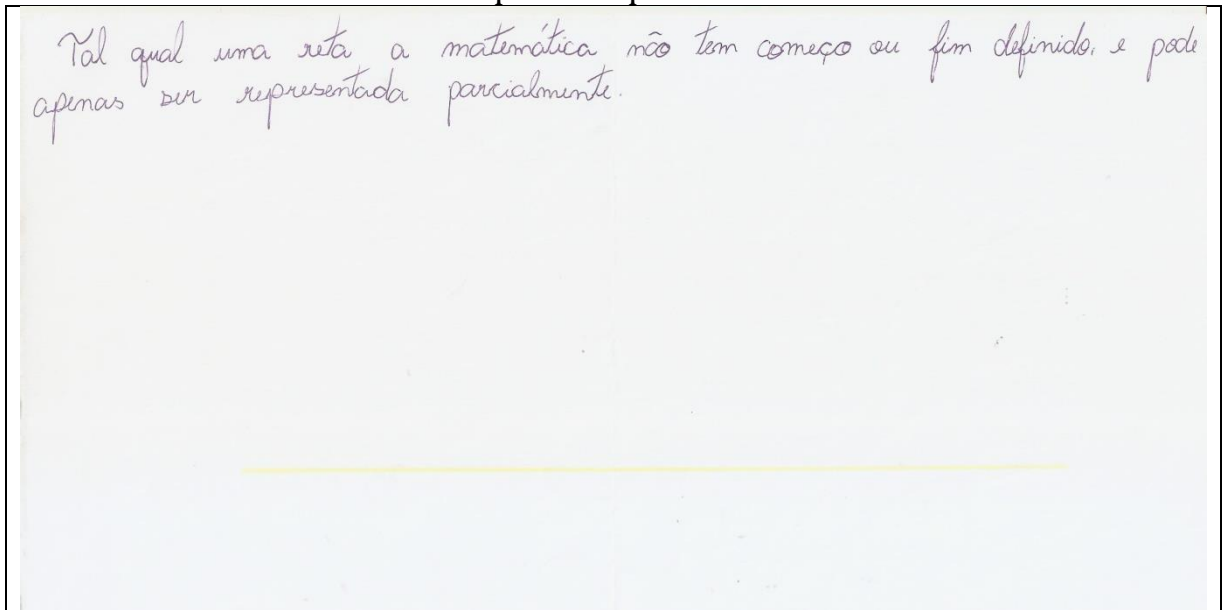 Tal qual uma reta a matemática não tem começo ou fim definido, e pode
apenas ser representada parcialmente.